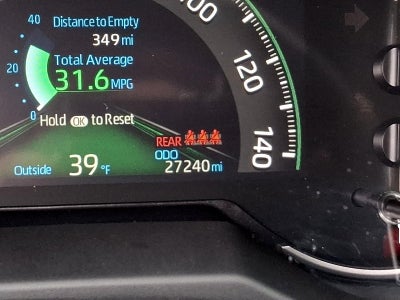 40
Distance to Empty
349 mi
20
Total Average
31.6 MPG
0
Hold OK to Reset
REAR
ODO
Outside 39 °F
27240 mi
100
120
140